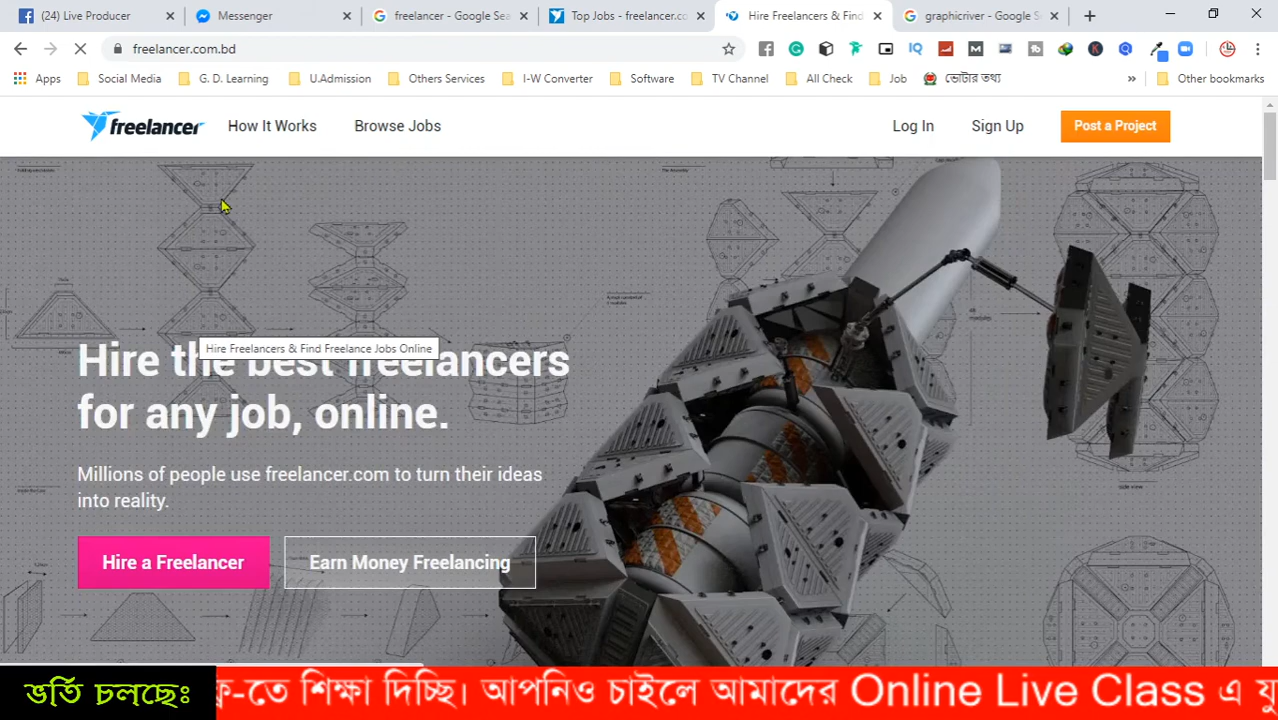 (24) Live Producer
Messenger
freelancer - Google Sea
Top Jobs - freelancer.co
Hire Freelancers & Find
graphicriver - Google S
freelancer.com.bd
Apps
Social Media
G. D. Learning
U.Admission
Others Services
I-W Converter
Software
TV Channel
All Check
Job
ভোটার তথ্য
Other bookmarks
freelancer
How It Works
Browse Jobs
Log In
Sign Up
Post a Project
Hire Freelancers & Find Freelance Jobs Online
Hire the best freelancers
for any job, online.
Millions of people use freelancer.com to turn their ideas
into reality.
Hire a Freelancer
Earn Money Freelancing
ভর্তি চলছেঃ
ফ্র-তে শিক্ষা দিচ্ছি। আপনিও চাইলে আমাদের Online Live Class এ যু